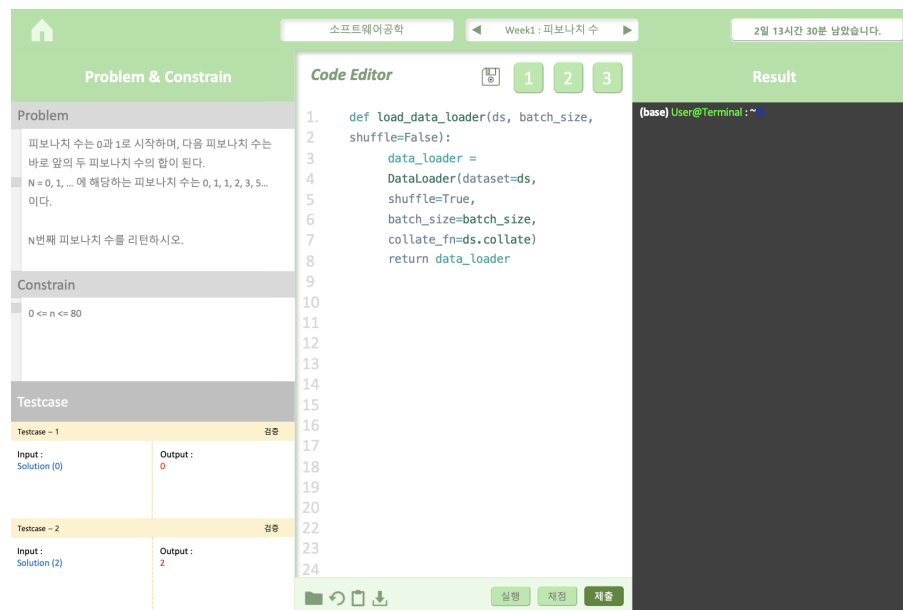 소프트웨어공학
◀ Week1 : 피보나치 수 ▶
2일 13시간 30분 남았습니다.
Problem & Constrain
Problem
피보나치 수는 0과 1로 시작하며, 다음 피보나치 수는
바로 앞의 두 피보나치 수의 합이 된다.
N = 0, 1, ... 에 해당하는 피보나치 수는 0, 1, 1, 2, 3, 5...
이다.
N번째 피보나치 수를 리턴하시오.
Constrain
0 <= n <= 80
Testcase
Testcase – 1 검증
Input : Output :
Solution (0) 0
Testcase – 2 검증
Input : Output :
Solution (2) 2
Code Editor 1 2 3
1. def load_data_loader(ds, batch_size,
2 shuffle=False):
3 data_loader =
4 DataLoader(dataset=ds,
5 shuffle=True,
6 batch_size=batch_size,
7 collate_fn=ds.collate)
8 return data_loader
9
10
11
12
13
14
15
16
17
18
19
20
22
23
24
실행 채점 제출
Result
(base) User@Terminal : ~